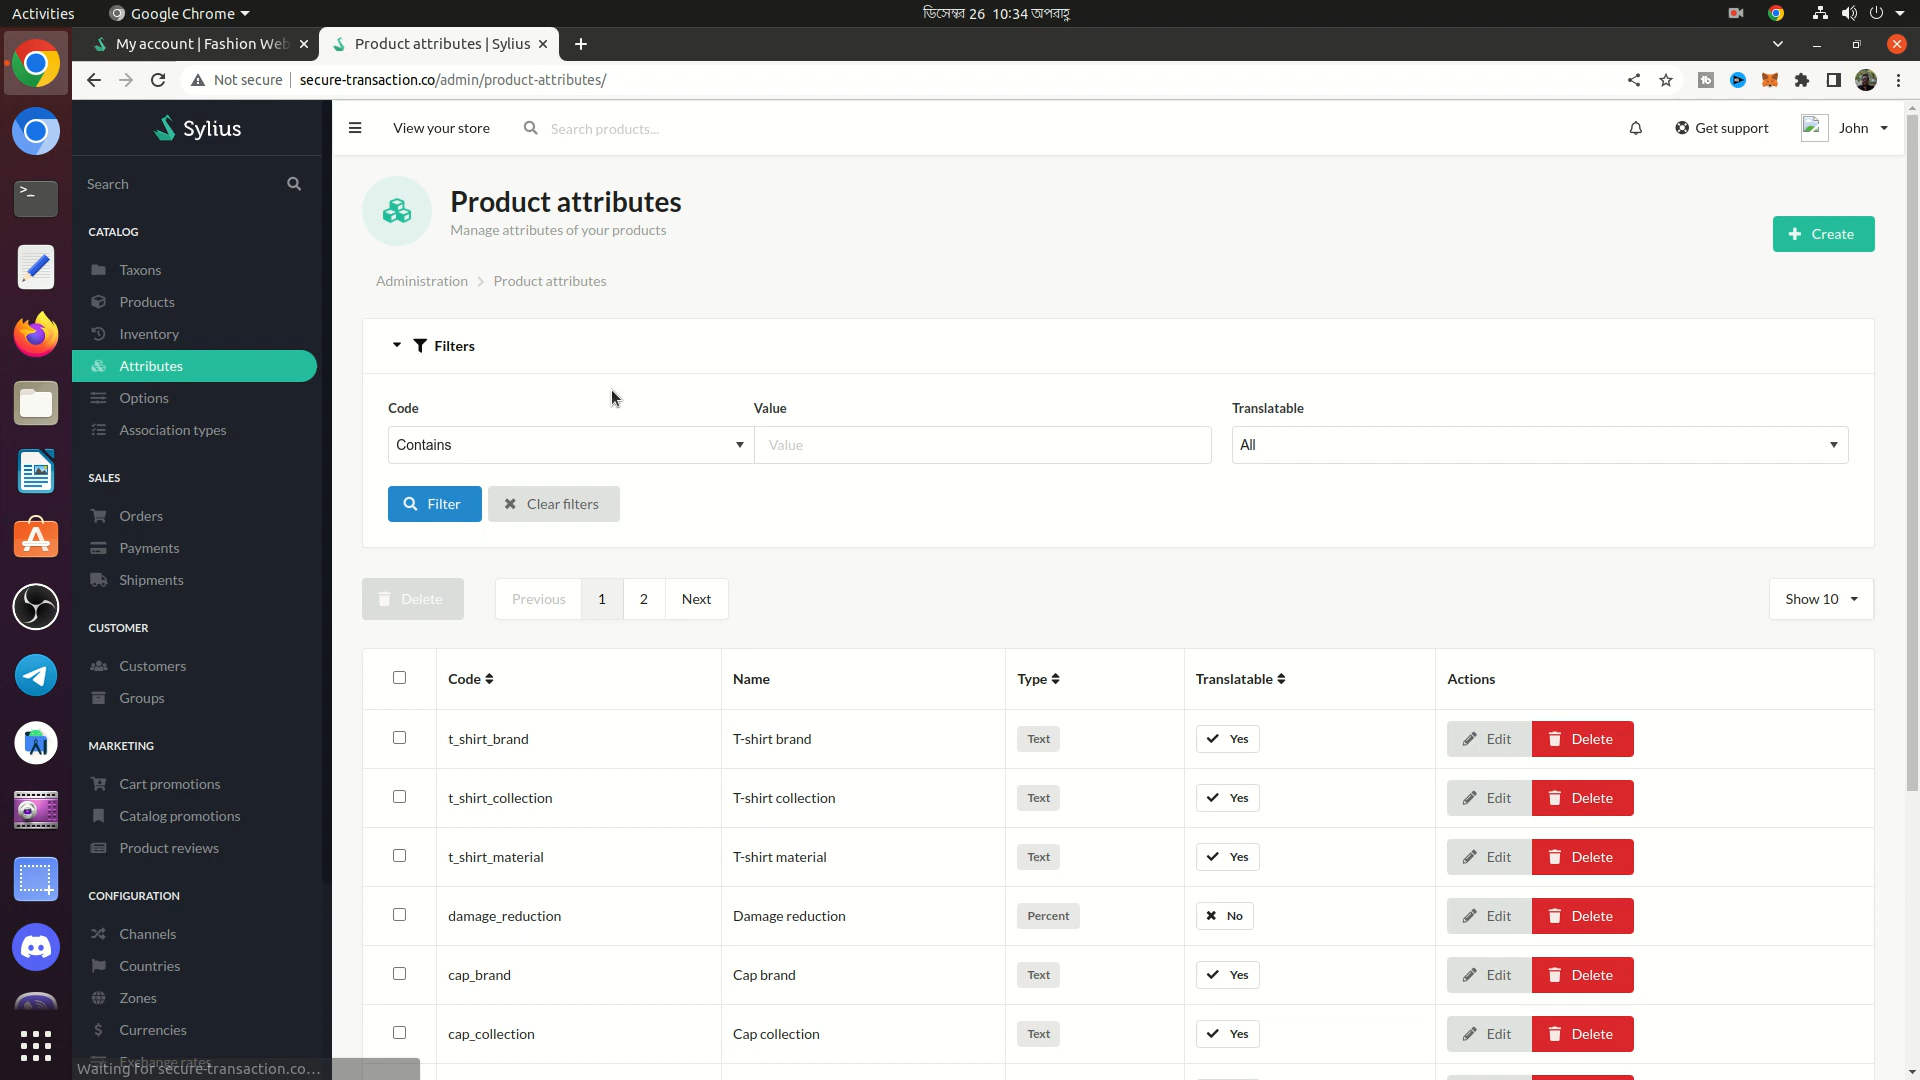 Activities
Google Chrome
ডিসেম্বর 26 10:34 অপরাহ্ণ
My account | Fashion Web
Product attributes | Sylius
Not secure
secure-transaction.co/admin/product-attributes/
Sylius
View your store
Search products...
Get support
John
Search
Product attributes
Manage attributes of your products
Create
Administration
Product attributes
CATALOG
Taxons
Products
Inventory
Attributes
Options
Association types
SALES
Orders
Payments
Shipments
CUSTOMER
Customers
Groups
MARKETING
Cart promotions
Catalog promotions
Product reviews
CONFIGURATION
Channels
Countries
Zones
Currencies
Exchange rates
Waiting for secure-transaction.co...
Filters
Code
Value
Translatable
Contains
Value
All
Filter
Clear filters
Delete
Previous
1
2
Next
Show 10
Code
Name
Type
Translatable
Actions
t_shirt_brand
T-shirt brand
Text
Yes
Edit
Delete
t_shirt_collection
T-shirt collection
Text
Yes
Edit
Delete
t_shirt_material
T-shirt material
Text
Yes
Edit
Delete
damage_reduction
Damage reduction
Percent
No
Edit
Delete
cap_brand
Cap brand
Text
Yes
Edit
Delete
cap_collection
Cap collection
Text
Yes
Edit
Delete